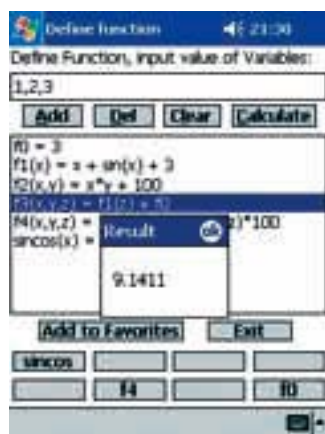 Define function 21:30
Define Function, input value of Variables:
1,2,3
Add Del Clear Calculate
f0 = 3
f1(x) = x + sin(x) + 3
f2(x,y) = x*y + 100
f3(x,y,z) = f1(z) + f0
f4(x,y,z) = z)*100
sincos(x) =
Result ok
9.1411
Add to Favorites Exit
sincos
f4 f0